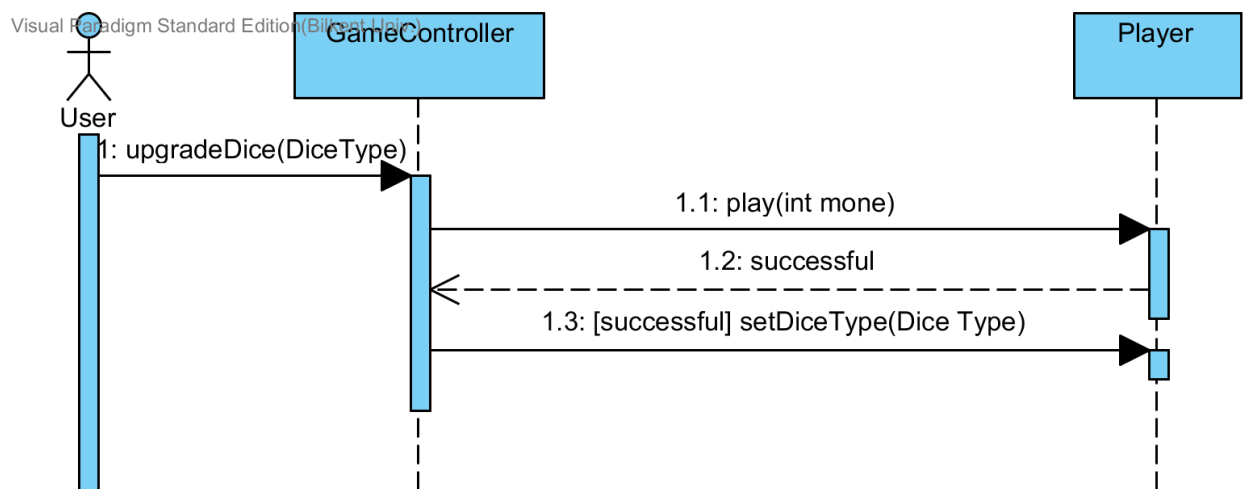 Visual Paradigm Standard Edition(Bilkent Univ.)
GameController
Player
User
1: upgradeDice(DiceType)
1.1: play(int mone)
1.2: successful
1.3: [successful] setDiceType(Dice Type)